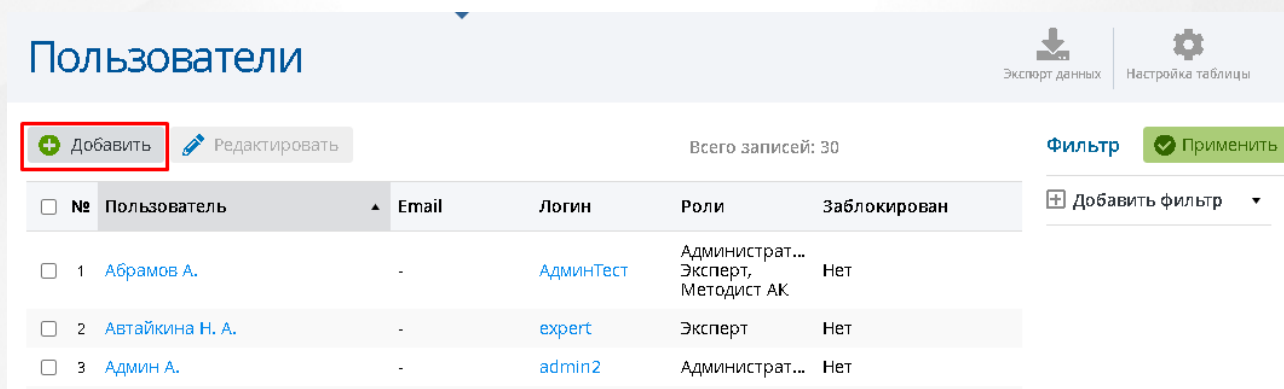 Пользователи
Экспорт данных
Настройка таблицы
Добавить
Редактировать
Всего записей: 30
Фильтр
Применить
№ Пользователь Email Логин Роли Заблокирован
Добавить фильтр
1 Абрамов А. - АдминТест Администрат... Эксперт, Методист АК Нет
2 Автайкина Н. А. - expert Эксперт Нет
3 Админ А. - admin2 Администрат... Нет